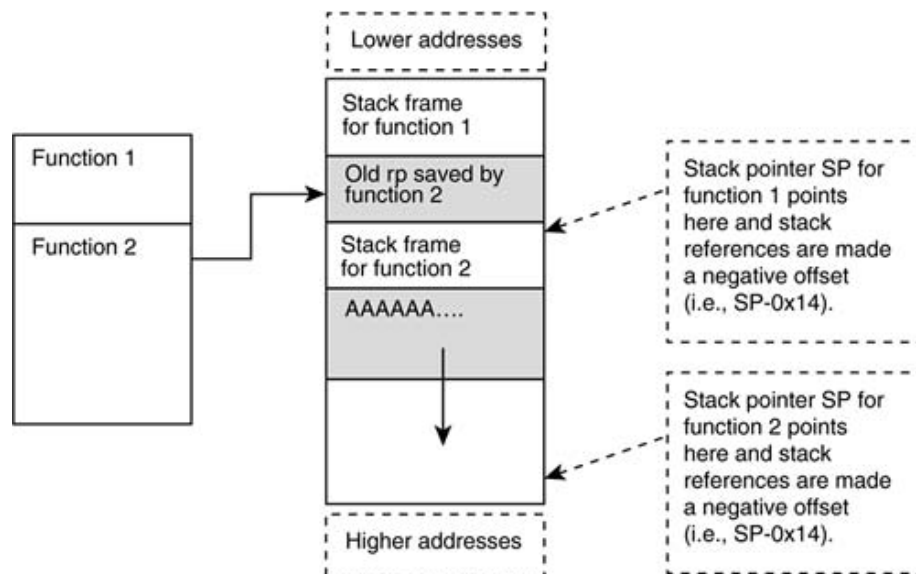 Lower addresses
Stack frame
for function 1
Function 1
Old rp saved by
function 2
Function 2
Stack frame
for function 2
AAAAAA....
Higher addresses
Stack pointer SP for
function 1 points
here and stack
references are made
a negative offset
(i.e., SP-0x14).
Stack pointer SP for
function 2 points
here and stack
references are made
a negative offset
(i.e., SP-0x14).